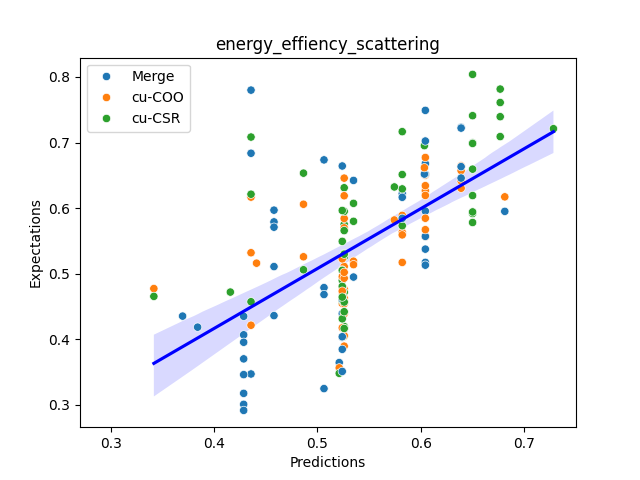 energy_effiency_scattering
Merge
cu-COO
cu-CSR
Expectations
0.8
0.7
0.6
0.5
0.4
0.3
0.3 0.4 0.5 0.6 0.7
Predictions